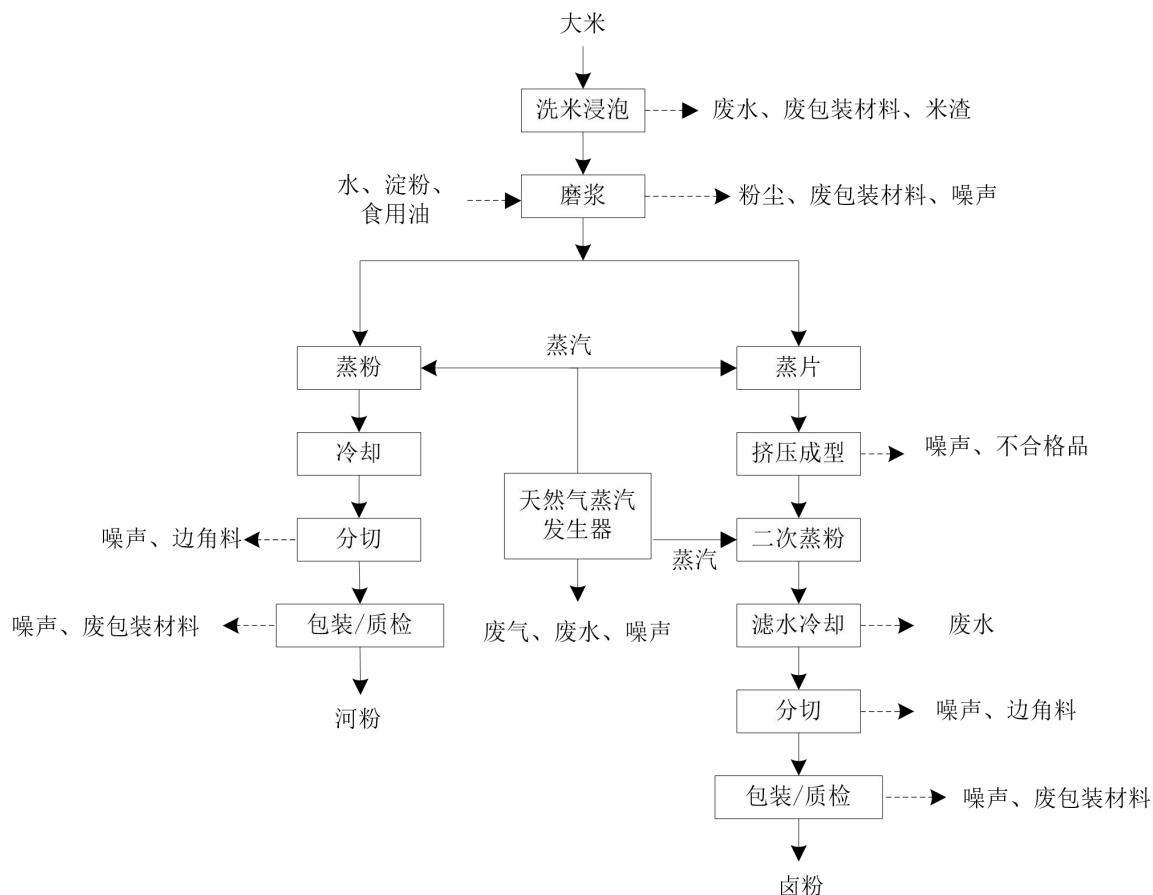 大米
洗米浸泡
废水、废包装材料、米渣
水、淀粉、
食用油
磨浆
粉尘、废包装材料、噪声
蒸汽
蒸粉
蒸片
冷却
挤压成型
噪声、不合格品
天然气蒸汽
发生器
噪声、边角料
分切
二次蒸粉
蒸汽
噪声、废包装材料
包装/质检
废气、废水、噪声
滤水冷却
废水
河粉
分切
噪声、边角料
包装/质检
噪声、废包装材料
卤粉